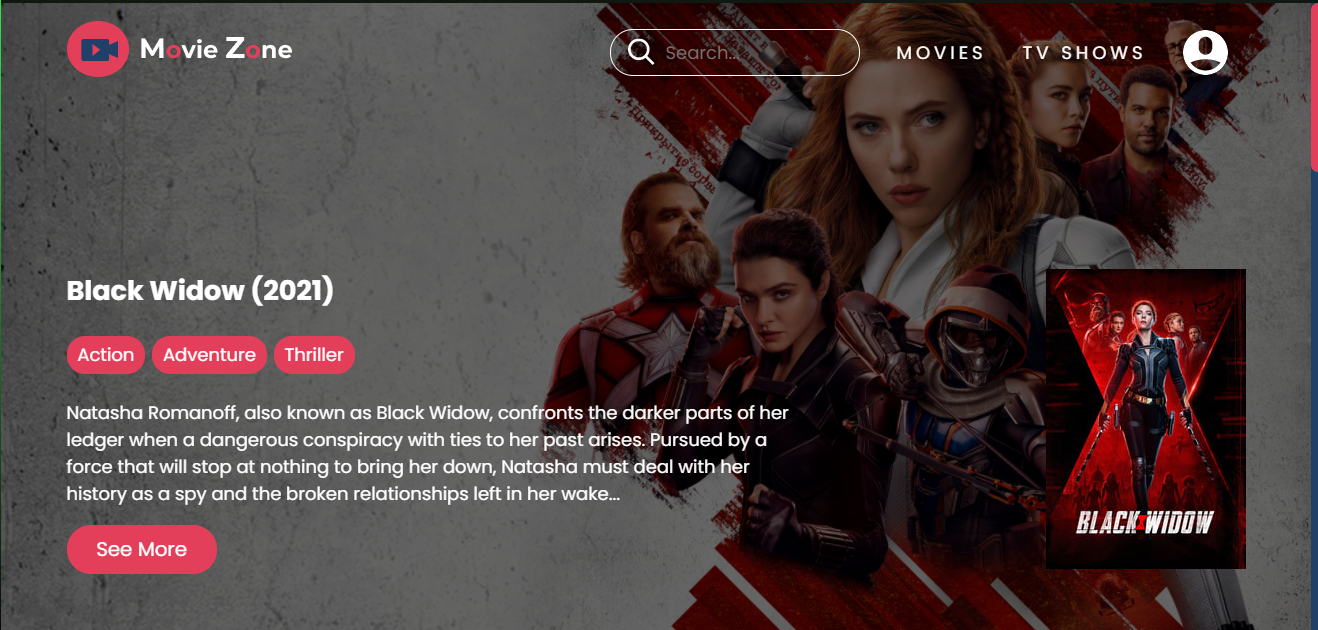 Movie Zone
Search...
MOVIES
TV SHOWS
Black Widow (2021)
Action
Adventure
Thriller
Natasha Romanoff, also known as Black Widow, confronts the darker parts of her
ledger when a dangerous conspiracy with ties to her past arises. Pursued by a
force that will stop at nothing to bring her down, Natasha must deal with her
history as a spy and the broken relationships left in her wake...
See More
BLACK WIDOW